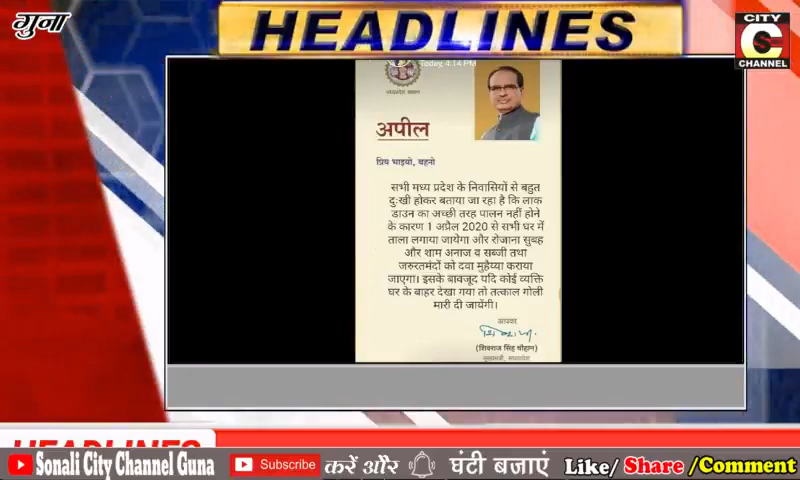 गुना
HEADLINES
CITY
CS
CHANNEL
Today, 4:14 PM
मध्यप्रदेश शासन
अपील
प्रिय भाइयो, बहनो
सभी मध्य प्रदेश के निवासियों से बहुत
दुःखी होकर बताया जा रहा है कि लाक
डाउन का अच्छी तरह पालन नहीं होने
के कारण 1 अप्रैल 2020 से सभी घर में
ताला लगाया जायेगा और रोजाना सुबह
और शाम अनाज व सब्जी तथा
जरुरतमंदों को दवा मुहैय्या कराया
जाएगा। इसके बावजूद यदि कोई व्यक्ति
घर के बाहर देखा गया तो तत्काल गोली
मारी दी जायेंगी।
आपका
(शिवराज सिंह चौहान)
मुख्यमंत्री, मध्यप्रदेश
HEADLINES
Sonali City Channel Guna
Subscribe करें और घंटी बजाएं Like/ Share /Comment